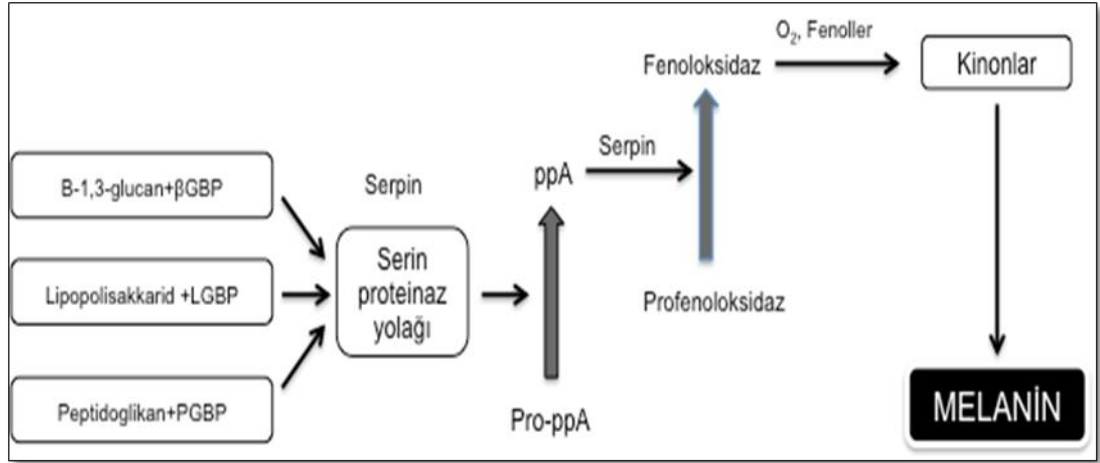 O2, Fenoller
Fenoloksidaz
Kinonlar
B-1,3-glucan+βGBP
Serpin
ppA
Serpin
Serin
proteinaz
yolağı
Lipopolisakkarid +LGBP
Profenoloksidaz
Peptidoglikan+PGBP
Pro-ppA
MELANİN